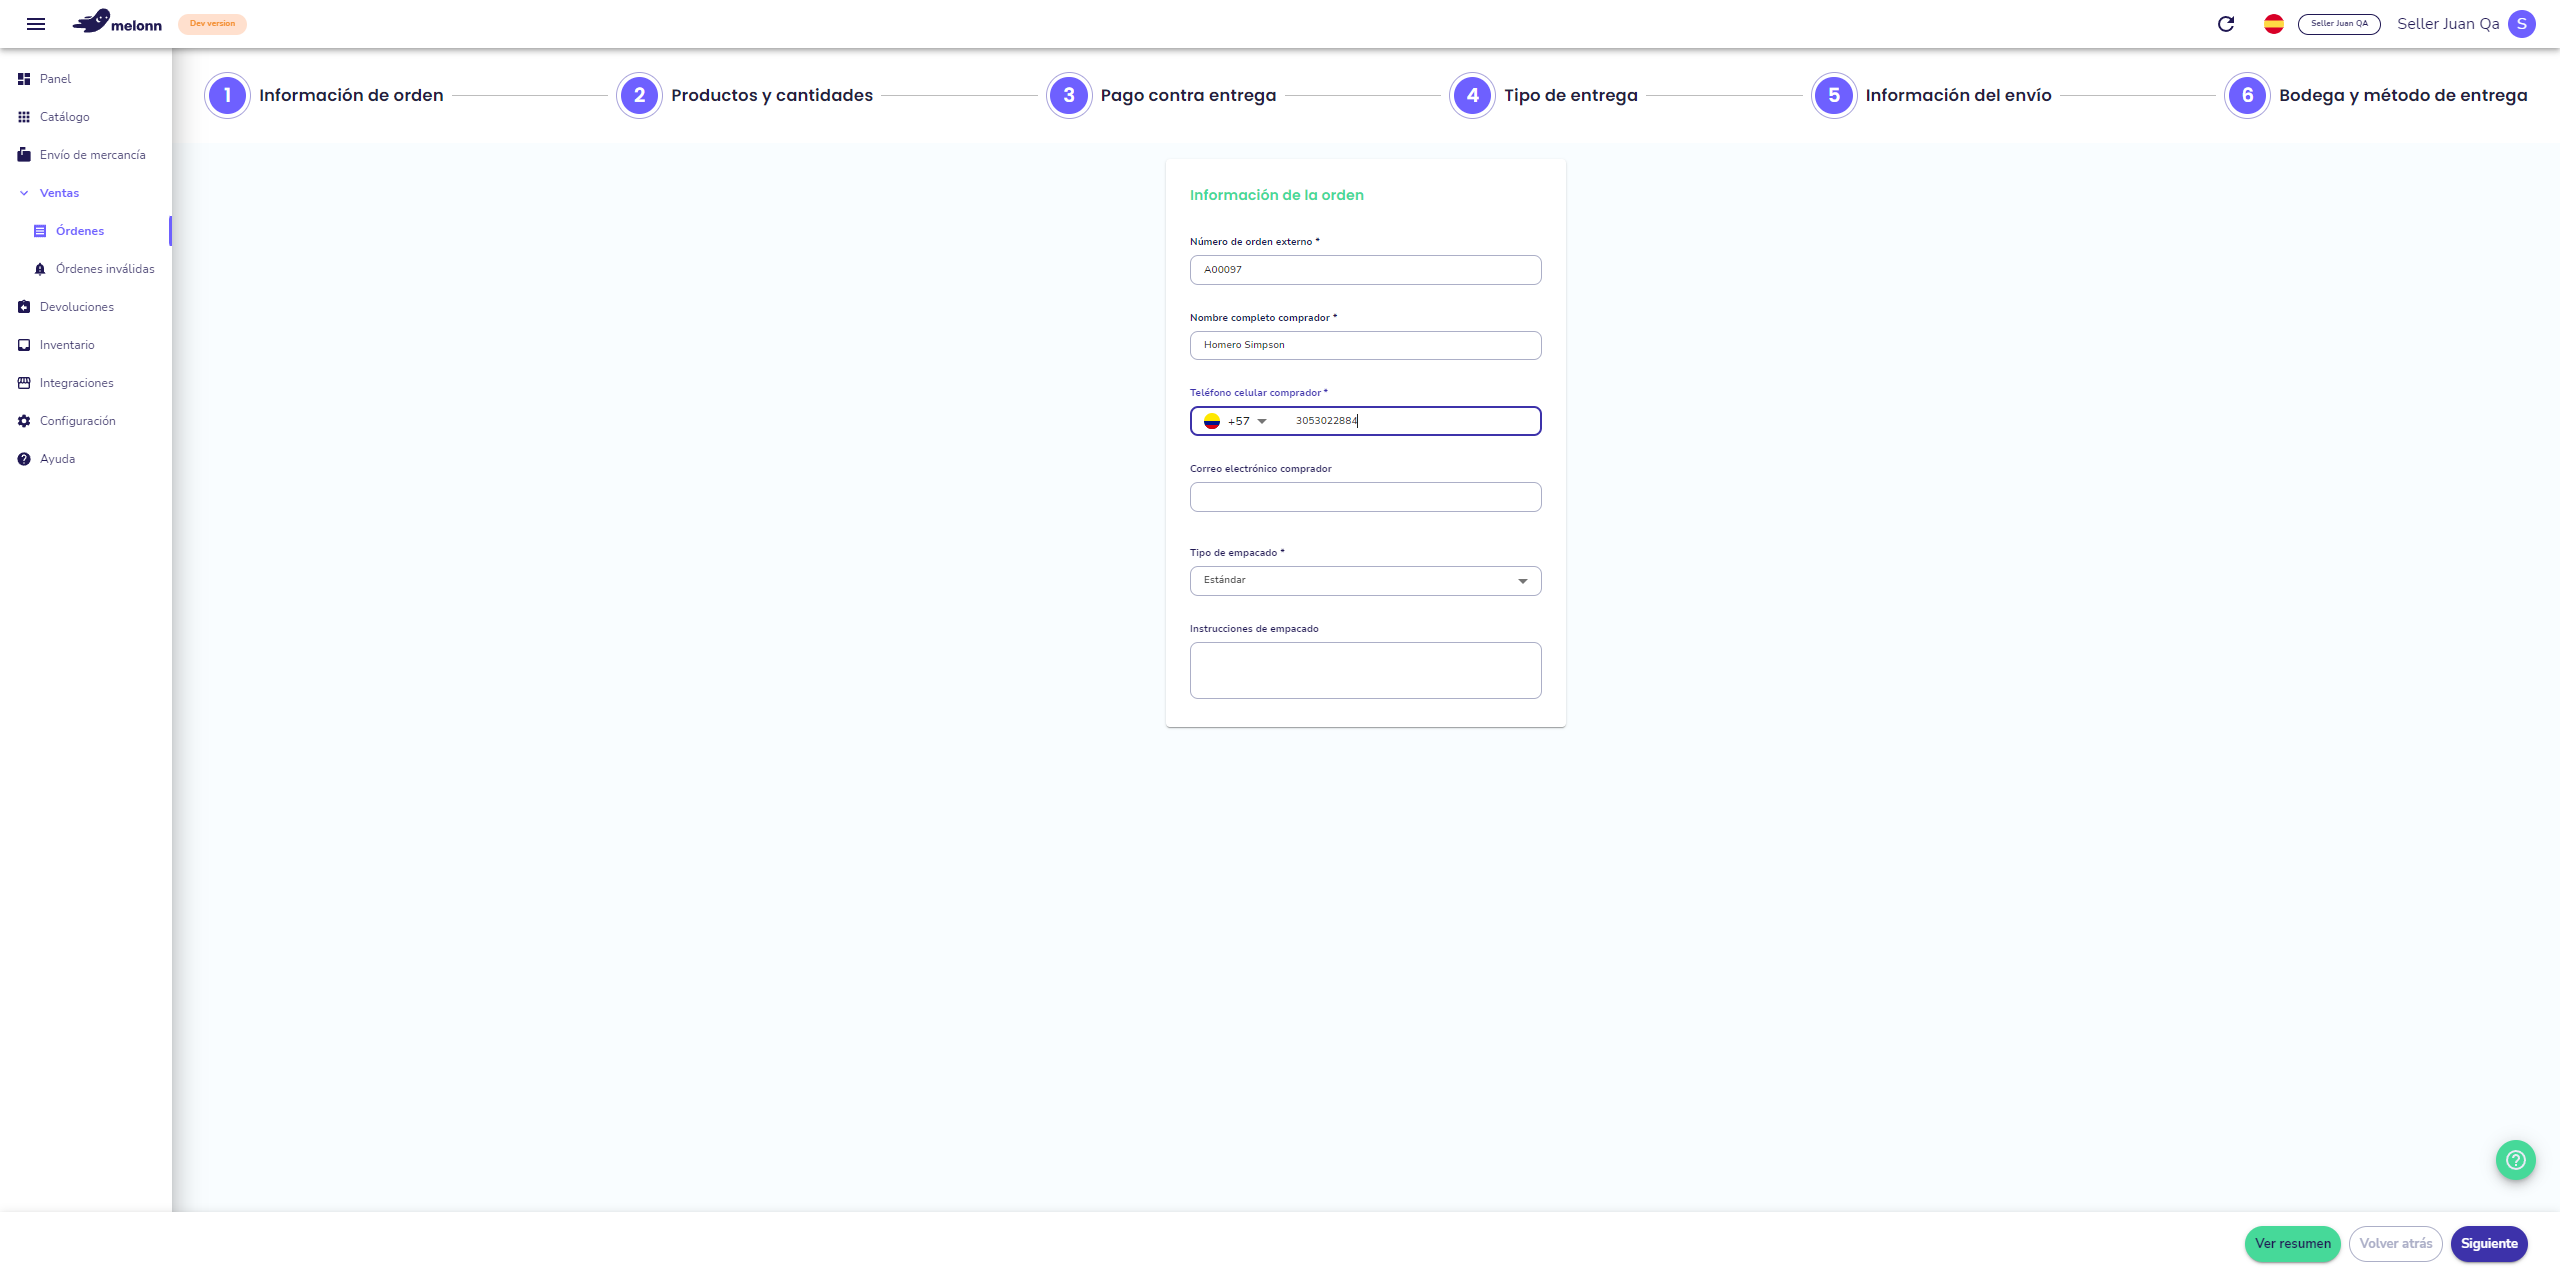 melonn
Dev version
Seller Juan QA
Seller Juan Qa
S
Panel
Catálogo
Envío de mercancía
Ventas
Órdenes
Órdenes inválidas
Devoluciones
Inventario
Integraciones
Configuración
Ayuda
1 Información de orden
2 Productos y cantidades
3 Pago contra entrega
4 Tipo de entrega
5 Información del envío
6 Bodega y método de entrega
Información de la orden
Número de orden externo *
A00097
Nombre completo comprador *
Homero Simpson
Teléfono celular comprador *
+57 3053022884
Correo electrónico comprador
Tipo de empacado *
Estándar
Instrucciones de empacado
Ver resumen
Volver atrás
Siguiente